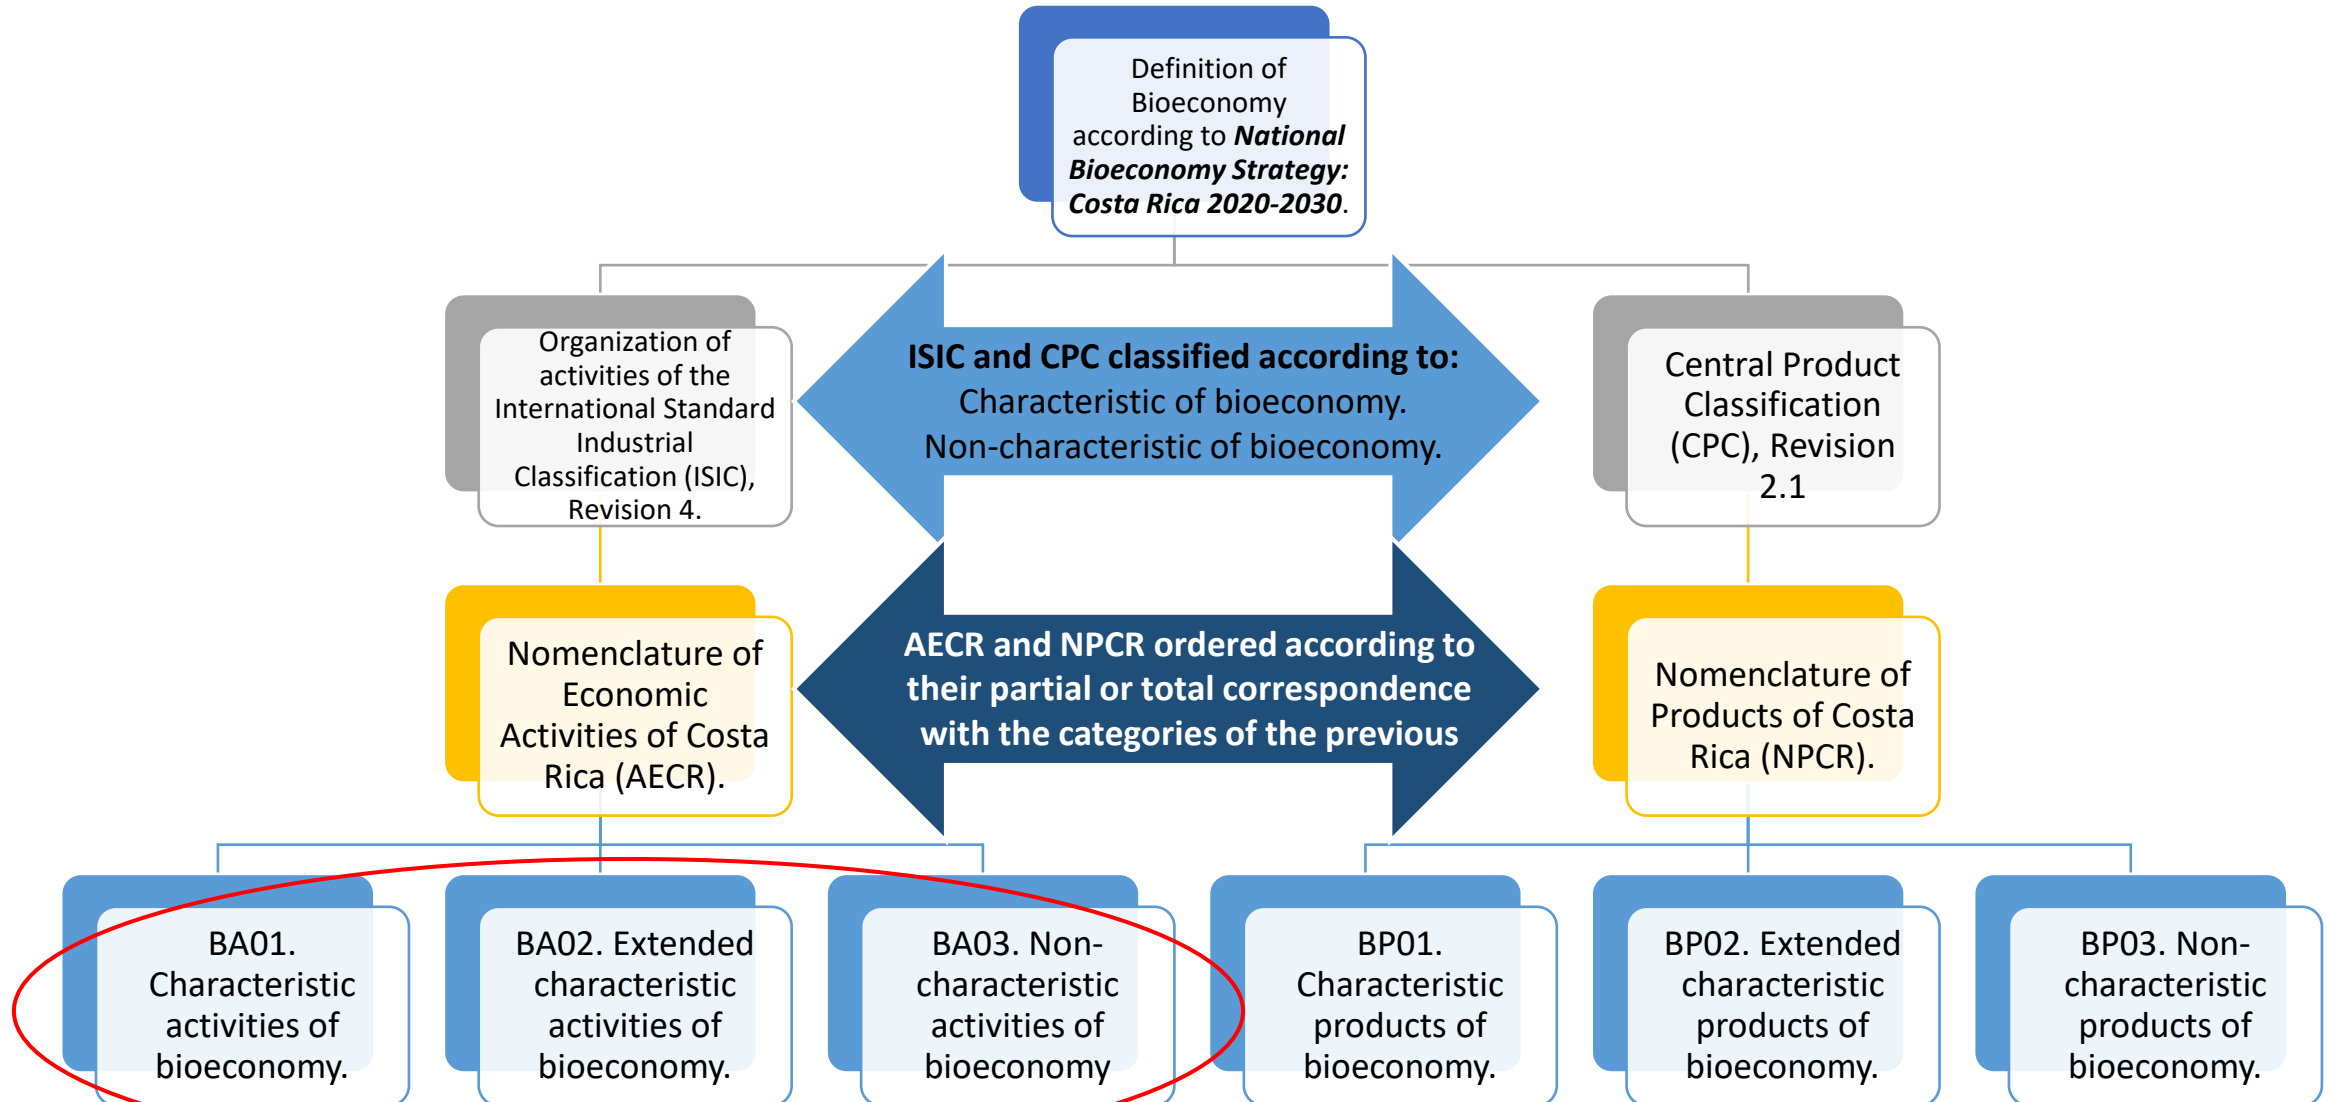 Definition of
Bioeconomy
according to National
Bioeconomy Strategy:
Costa Rica 2020-2030.
Organization of
activities of the
International Standard
Industrial
Classification (ISIC),
Revision 4.
ISIC and CPC classified according to:
Characteristic of bioeconomy.
Non-characteristic of bioeconomy.
Central Product
Classification
(CPC), Revision
2.1
Nomenclature of
Economic
Activities of Costa
Rica (AECR).
AECR and NPCR ordered according to
their partial or total correspondence
with the categories of the previous
Nomenclature of
Products of Costa
Rica (NPCR).
BA01.
Characteristic
activities of
bioeconomy.
BA02. Extended
characteristic
activities of
bioeconomy.
BA03. Non-
characteristic
activities of
bioeconomy
BP01.
Characteristic
products of
bioeconomy.
BP02. Extended
characteristic
products of
bioeconomy.
BP03. Non-
characteristic
products of
bioeconomy.